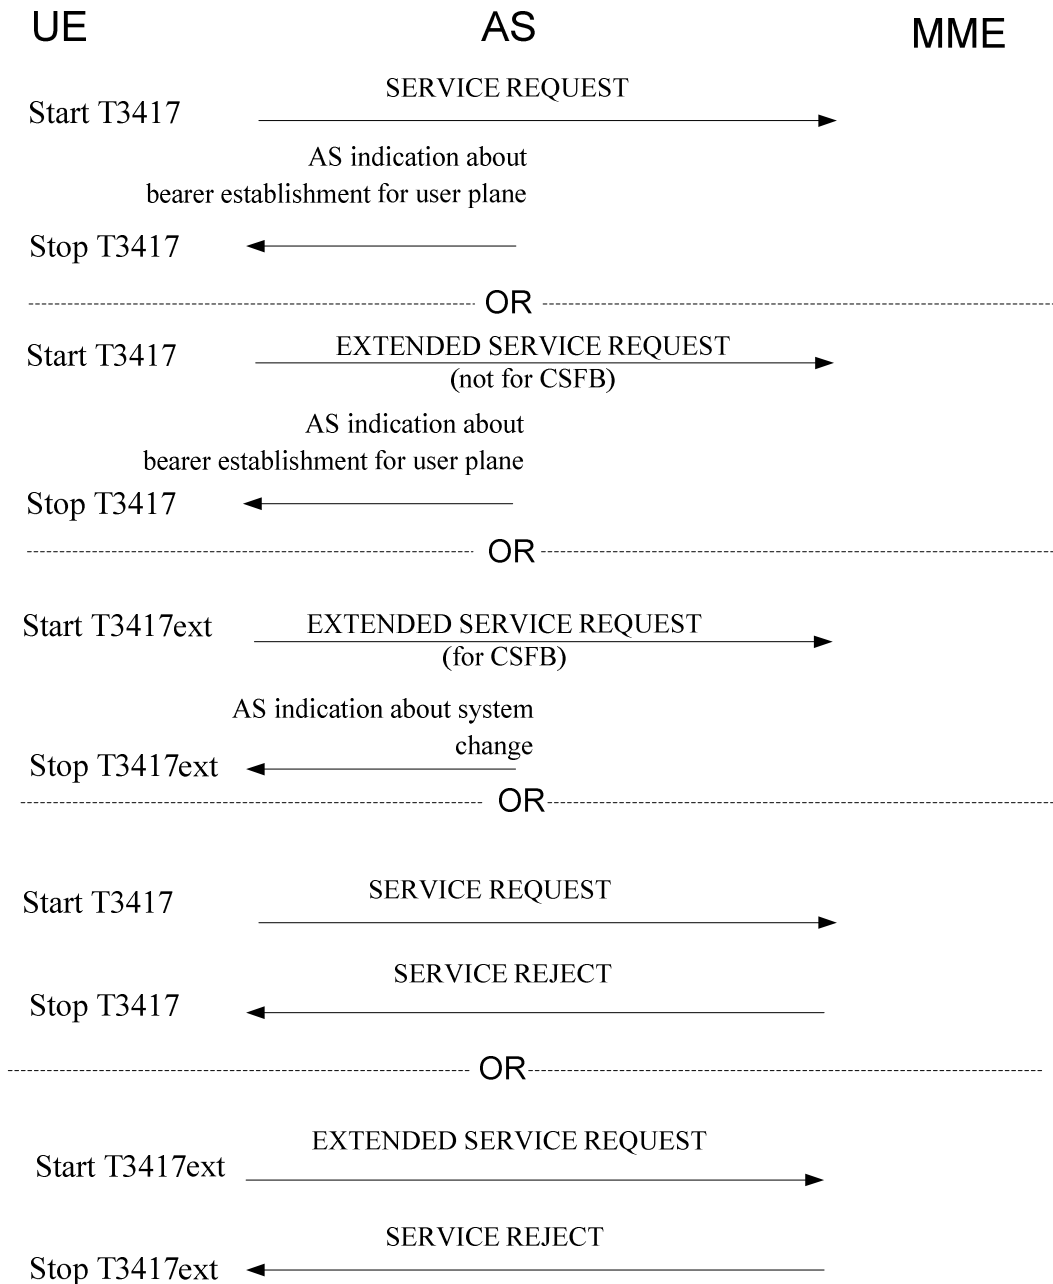 UE AS MME
SERVICE REQUEST
Start T3417
AS indication about
bearer establishment for user plane
Stop T3417
OR
Start T3417
EXTENDED SERVICE REQUEST
(not for CSFB)
AS indication about
bearer establishment for user plane
Stop T3417
OR
Start T3417ext
EXTENDED SERVICE REQUEST
(for CSFB)
AS indication about system
change
Stop T3417ext
OR
Start T3417
SERVICE REQUEST
SERVICE REJECT
Stop T3417
OR
EXTENDED SERVICE REQUEST
Start T3417ext
SERVICE REJECT
Stop T3417ext